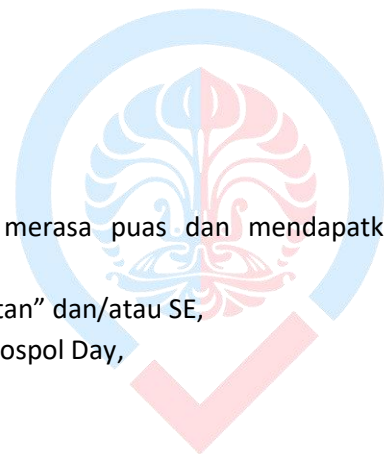 merasa puas dan mendapatk
tan” dan/atau SE,
ospol Day,